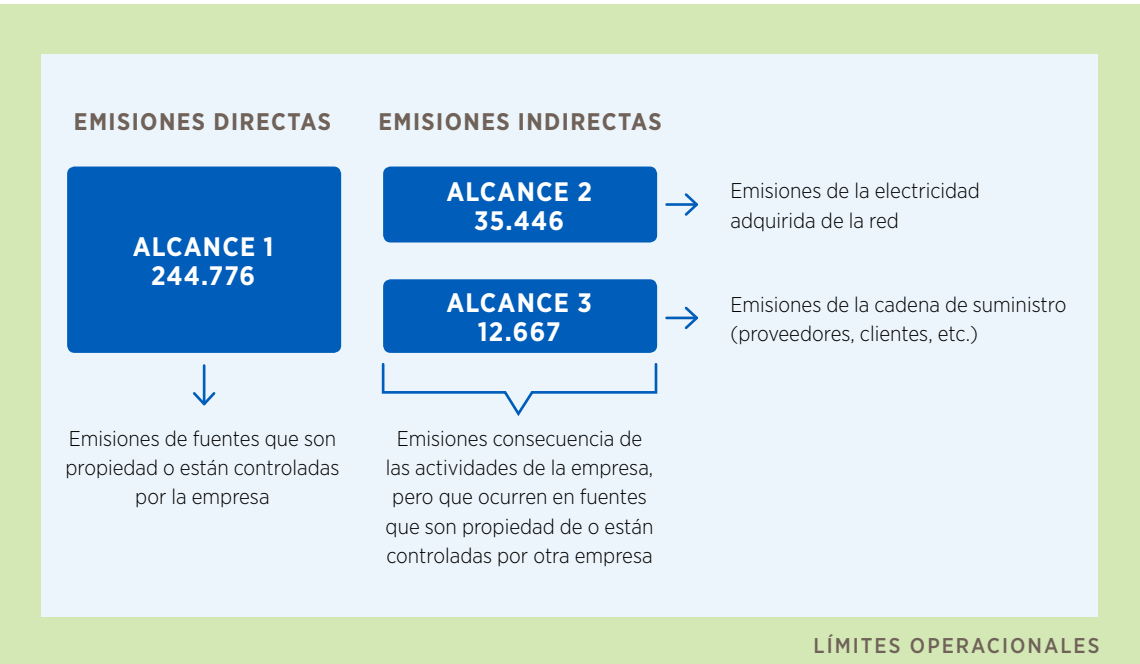 EMISIONES DIRECTAS
ALCANCE 1
244.776
Emisiones de fuentes que son
propiedad o están controladas
por la empresa
EMISIONES INDIRECTAS
ALCANCE 2
35.446
Emisiones de la electricidad
adquirida de la red
ALCANCE 3
12.667
Emisiones de la cadena de suministro
(proveedores, clientes, etc.)
Emisiones consecuencia de
las actividades de la empresa,
pero que ocurren en fuentes
que son propiedad de o están
controladas por otra empresa
LÍMITES OPERACIONALES